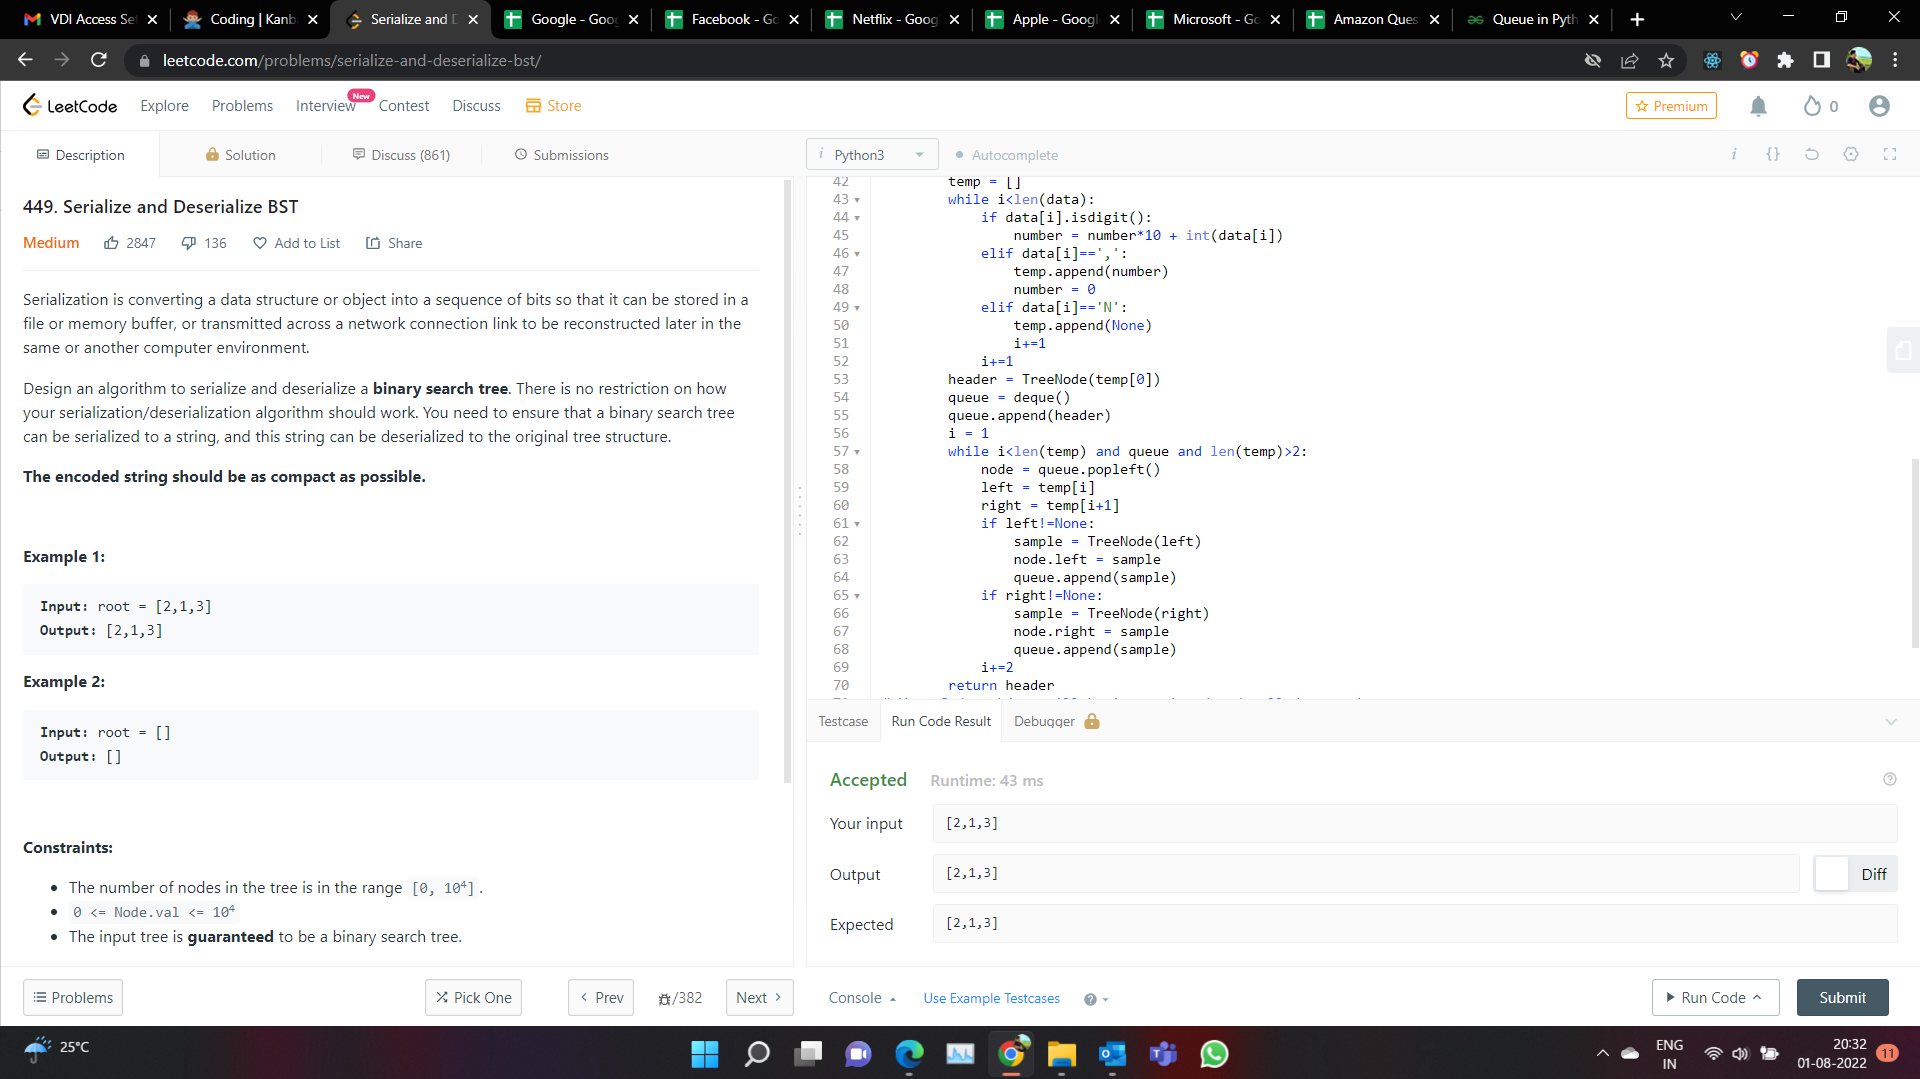 VDI Access Se
Coding | Kanb
Serialize and D
Google - Goog
Facebook - Go
Netflix - Goog
Apple - Googl
Microsoft - Go
Amazon Ques
Queue in Pyth
leetcode.com/problems/serialize-and-deserialize-bst/
LeetCode
Explore
Problems
Interview
New
Contest
Discuss
Store
Premium
0
Description
Solution
Discuss (861)
Submissions
i Python3
Autocomplete
i
{}
449. Serialize and Deserialize BST
Medium
2847
136
Add to List
Share
Serialization is converting a data structure or object into a sequence of bits so that it can be stored in a
file or memory buffer, or transmitted across a network connection link to be reconstructed later in the
same or another computer environment.
Design an algorithm to serialize and deserialize a binary search tree. There is no restriction on how
your serialization/deserialization algorithm should work. You need to ensure that a binary search tree
can be serialized to a string, and this string can be deserialized to the original tree structure.
The encoded string should be as compact as possible.
Example 1:
Input: root = [2,1,3]
Output: [2,1,3]
Example 2:
Input: root = []
Output: []
Constraints:
• The number of nodes in the tree is in the range [0, 10⁴].
• 0 <= Node.val <= 10⁴
• The input tree is guaranteed to be a binary search tree.
Problems
Pick One
Prev
/382
Next
42 temp = []
43 while i<len(data):
44 if data[i].isdigit():
45 number = number*10 + int(data[i])
46 elif data[i]==',':
47 temp.append(number)
48 number = 0
49 elif data[i]=='N':
50 temp.append(None)
51 i+=1
52 i+=1
53 header = TreeNode(temp[0])
54 queue = deque()
55 queue.append(header)
56 i = 1
57 while i<len(temp) and queue and len(temp)>2:
58 node = queue.popleft()
59 left = temp[i]
60 right = temp[i+1]
61 if left!=None:
62 sample = TreeNode(left)
63 node.left = sample
64 queue.append(sample)
65 if right!=None:
66 sample = TreeNode(right)
67 node.right = sample
68 queue.append(sample)
69 i+=2
70 return header
Testcase
Run Code Result
Debugger
Accepted
Runtime: 43 ms
Your input
[2,1,3]
Output
[2,1,3]
Diff
Expected
[2,1,3]
Console
Use Example Testcases
Run Code
Submit
25°C
ENG
IN
20:32
01-08-2022
11